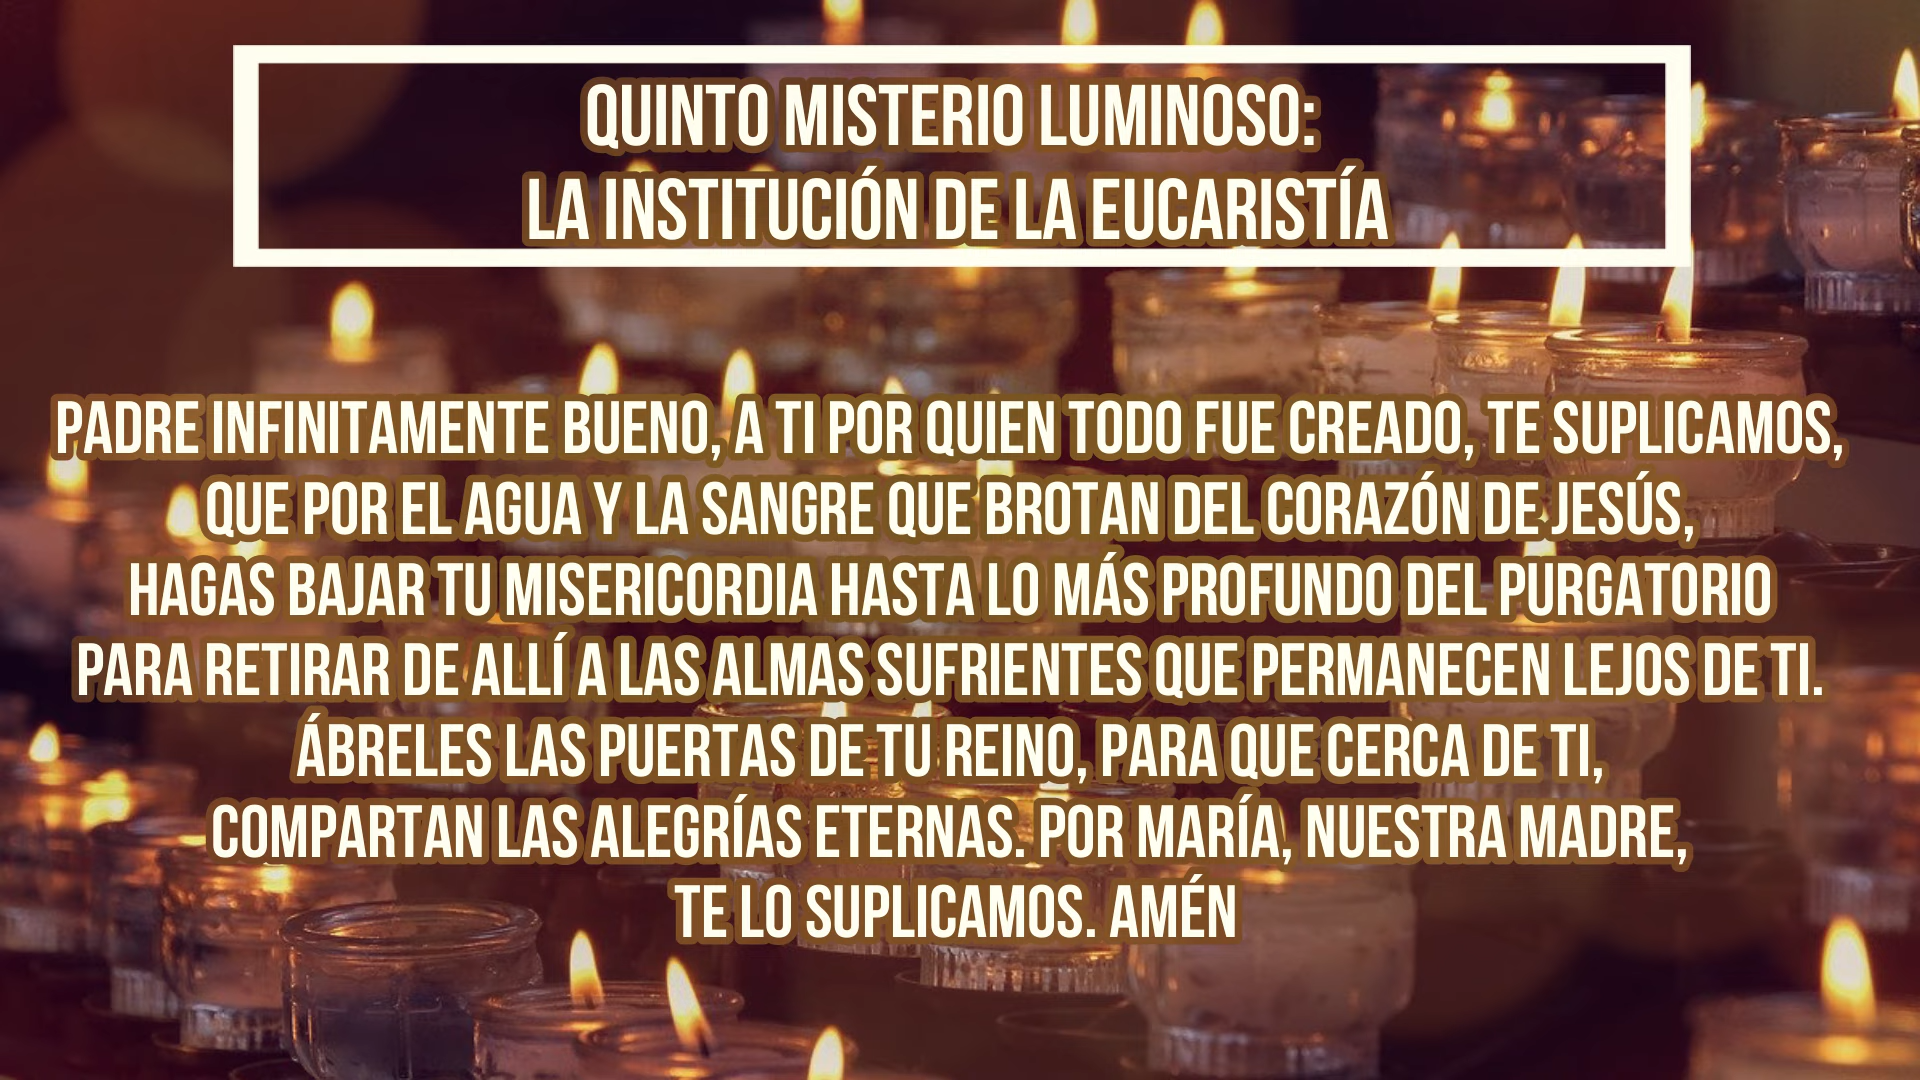 QUINTO MISTERIO LUMINOSO:
LA INSTITUCIÓN DE LA EUCARISTÍA
PADRE INFINITAMENTE BUENO, A TI POR QUIEN TODO FUE CREADO, TE SUPLICAMOS,
QUE POR EL AGUA Y LA SANGRE QUE BROTAN DEL CORAZÓN DE JESÚS,
HAGAS BAJAR TU MISERICORDIA HASTA LO MÁS PROFUNDO DEL PURGATORIO
PARA RETIRAR DE ALLÍ A LAS ALMAS SUFRIENTES QUE PERMANECEN LEJOS DE TI.
ÁBRELES LAS PUERTAS DE TU REINO, PARA QUE CERCA DE TI,
COMPARTAN LAS ALEGRÍAS ETERNAS. POR MARÍA, NUESTRA MADRE,
TE LO SUPLICAMOS. AMÉN